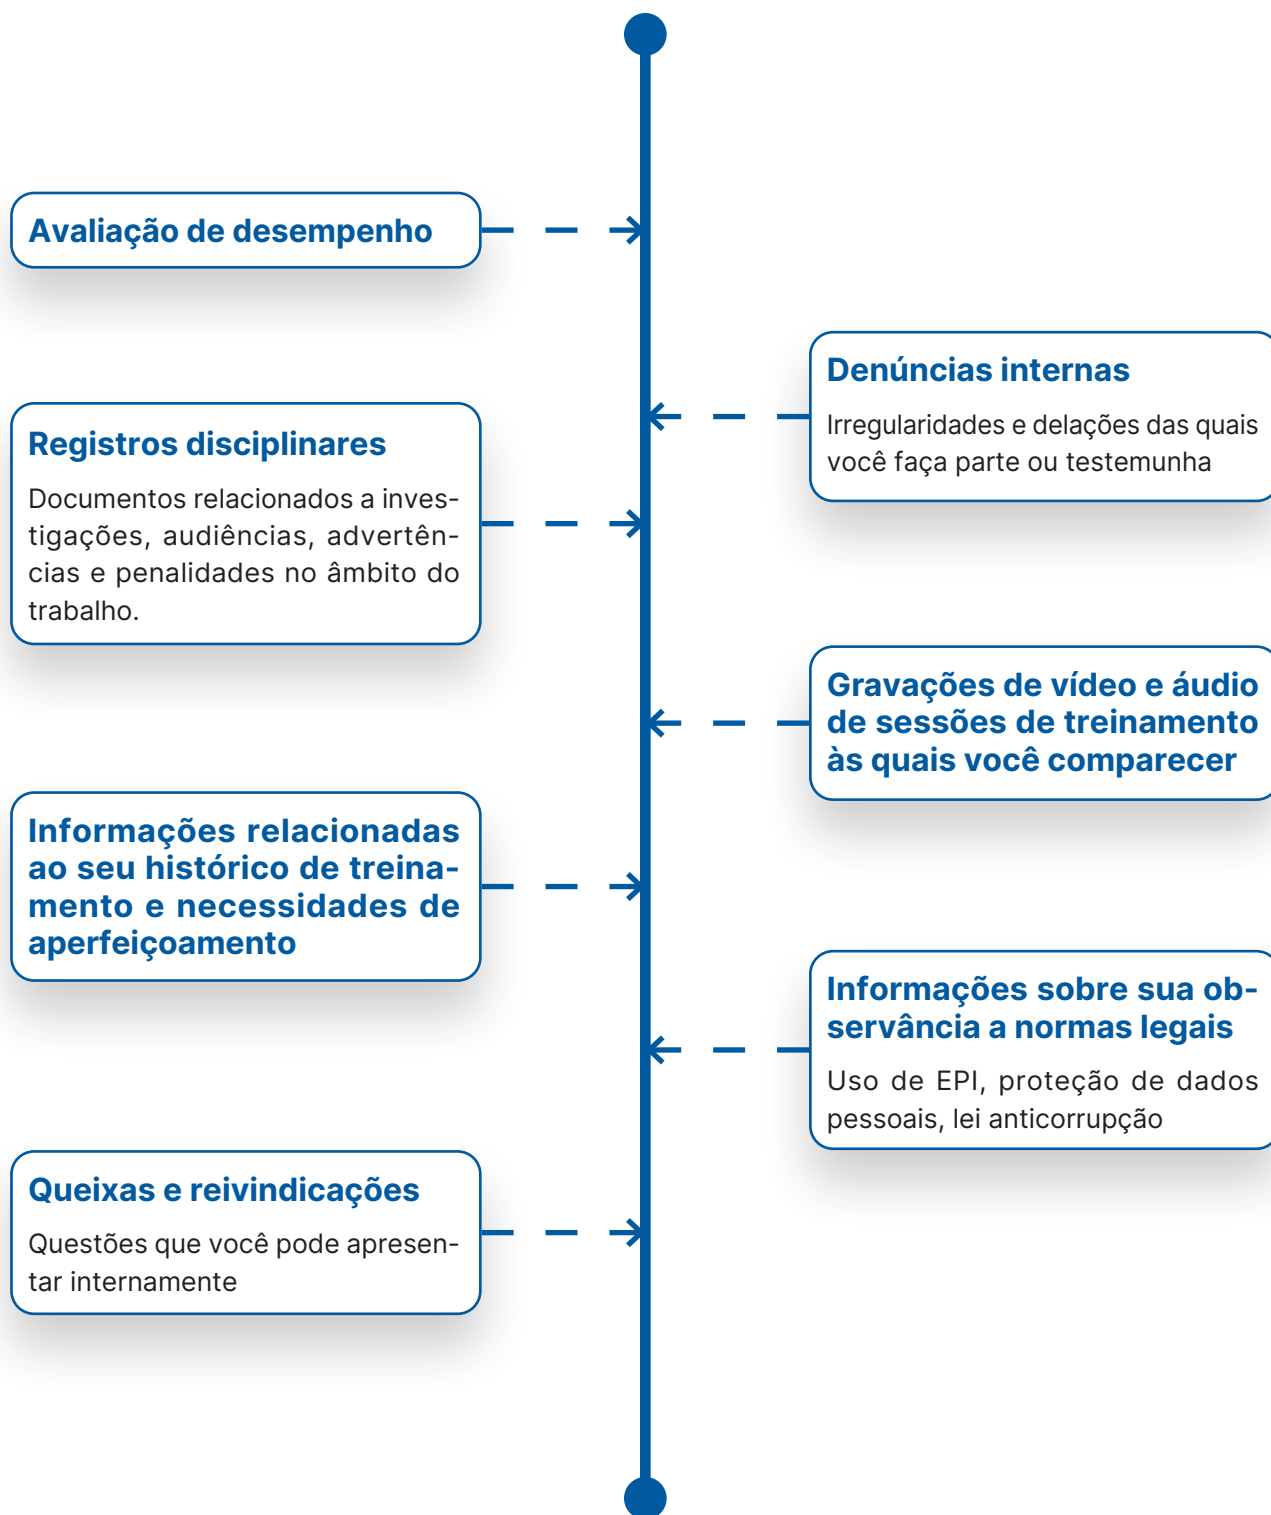 Avaliação de desempenho
Denúncias internas
Irregularidades e delações das quais
você faça parte ou testemunha
Registros disciplinares
Documentos relacionados a inves-
tigações, audiências, advertên-
cias e penalidades no âmbito do
trabalho.
Gravações de vídeo e áudio
de sessões de treinamento
às quais você comparecer
Informações relacionadas
ao seu histórico de treina-
mento e necessidades de
aperfeiçoamento
Informações sobre sua ob-
servância a normas legais
Uso de EPI, proteção de dados
pessoais, lei anticorrupção
Queixas e reivindicações
Questões que você pode apresen-
tar internamente